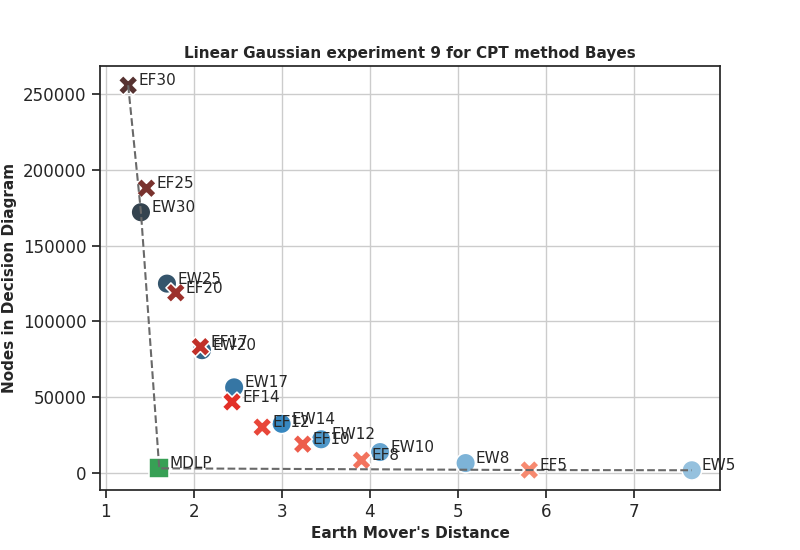 Linear Gaussian experiment 9 for CPT method Bayes
Nodes in Decision Diagram
250000
200000
150000
100000
50000
0
EF30
EF25
EW30
EW25
EF20
EF17
EW20
EW17
EF14
EF12
EW14
EF10
EW12
EF8
EW10
EW8
EF5
EW5
MDLP
1 2 3 4 5 6 7
Earth Mover's Distance